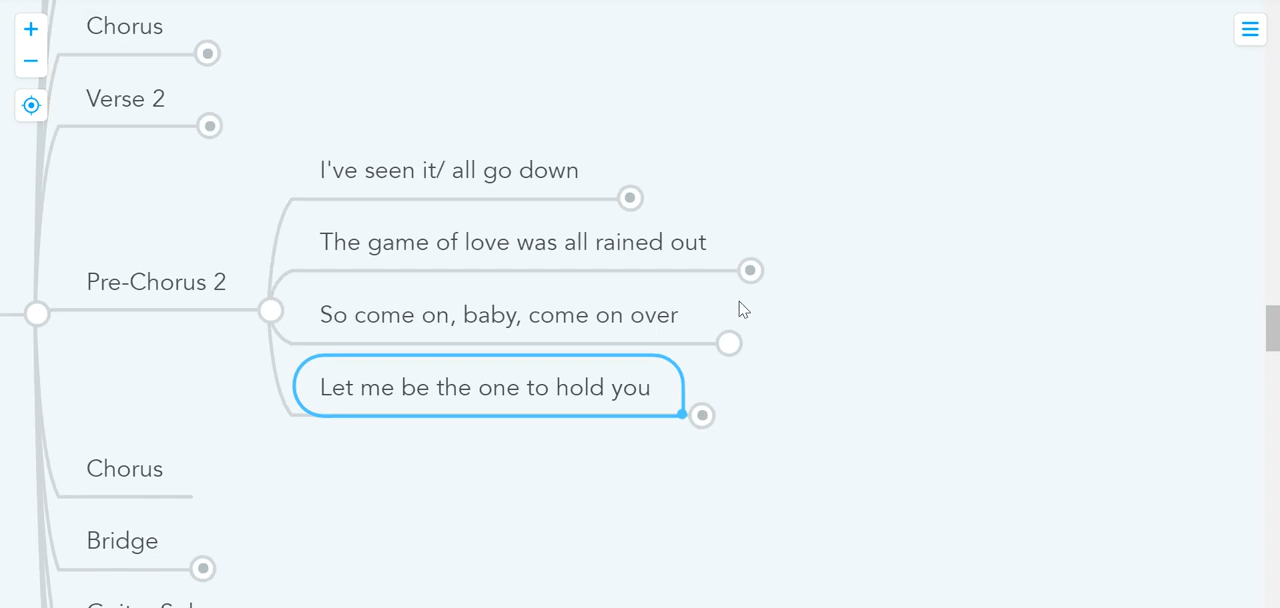 Chorus
Verse 2
I've seen it/ all go down
The game of love was all rained out
Pre-Chorus 2
So come on, baby, come on over
Let me be the one to hold you
Chorus
Bridge